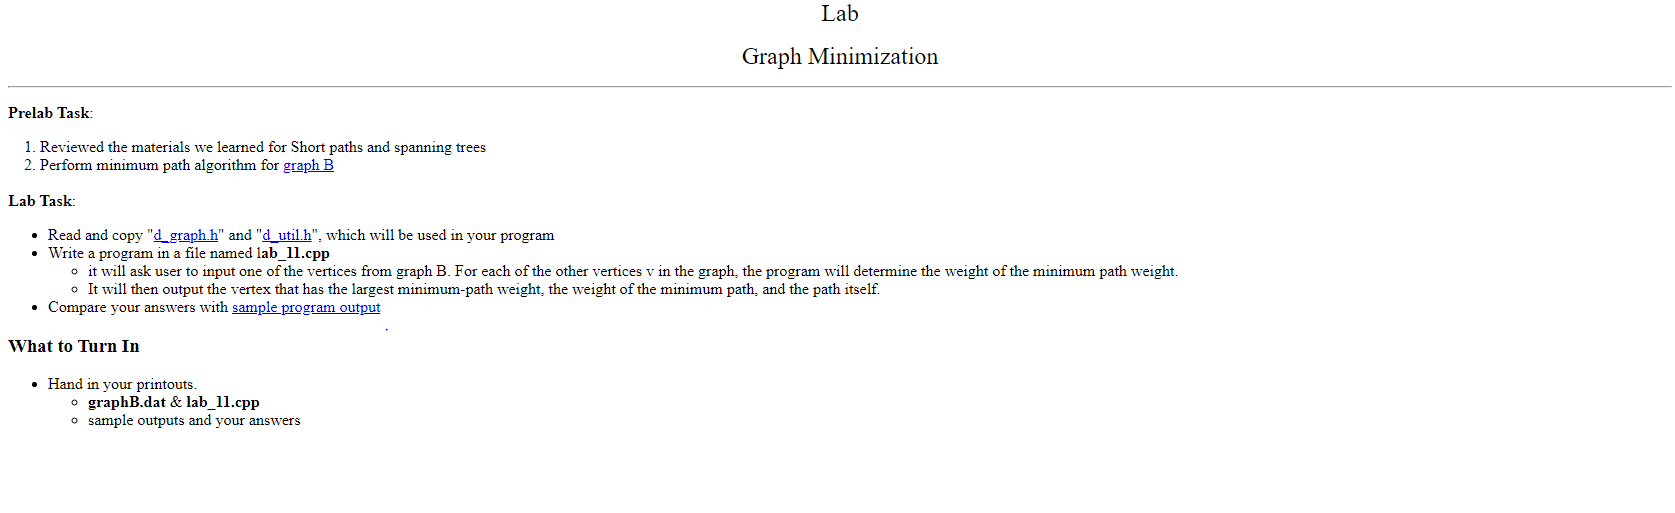 Lab
Graph Minimization
Prelab Task:
1. Reviewed the materials we learned for Short paths and spanning trees
2. Perform minimum path algorithm for graph B
Lab Task:
• Read and copy "d_graph.h" and "d_util.h", which will be used in your program
• Write a program in a file named lab_11.cpp
◦ it will ask user to input one of the vertices from graph B. For each of the other vertices v in the graph, the program will determine the weight of the minimum path weight.
◦ It will then output the vertex that has the largest minimum-path weight, the weight of the minimum path, and the path itself.
• Compare your answers with sample program output
.
What to Turn In
• Hand in your printouts.
◦ graphB.dat & lab_11.cpp
◦ sample outputs and your answers